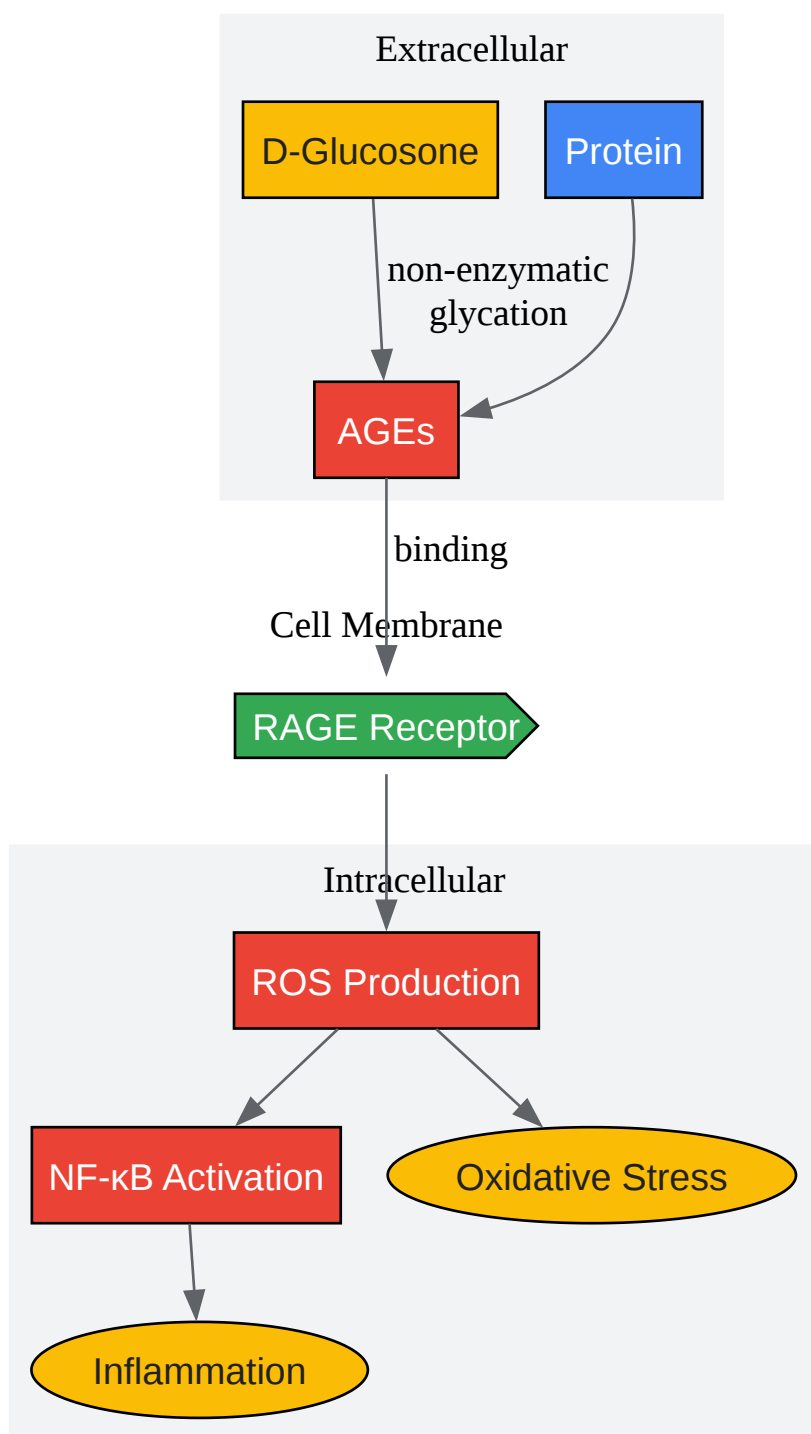 Extracellular
D-Glucosone
Protein
non-enzymatic
glycation
AGEs
binding
Cell Membrane
RAGE Receptor
Intracellular
ROS Production
NF-κB Activation
Oxidative Stress
Inflammation